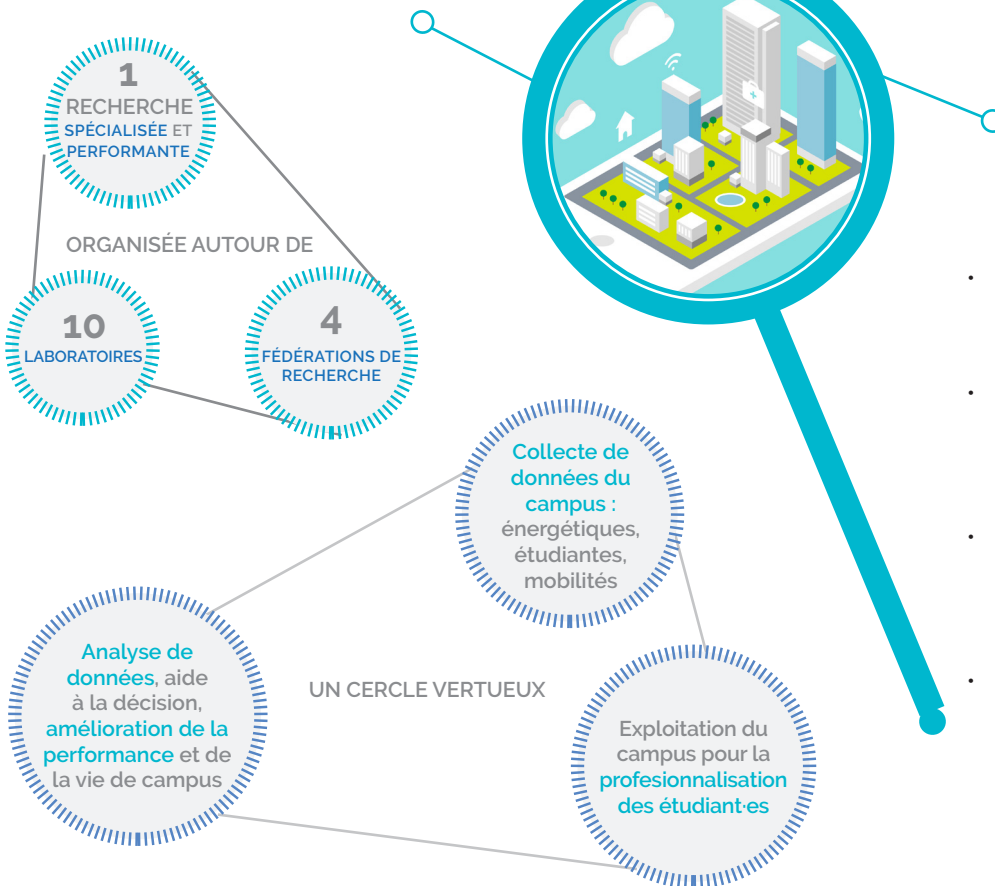 1
RECHERCHE
SPÉCIALISÉE ET
PERFORMANTE
ORGANISÉE AUTOUR DE
10
LABORATOIRES
4
FÉDÉRATIONS DE
RECHERCHE
Collecte de
données du
campus :
énergétiques,
étudiantes,
mobilités
Analyse de
données, aide
à la décision,
amélioration de la
performance et de
la vie de campus
UN CERCLE VERTUEUX
Exploitation du
campus pour la
profesionnalisation
des étudiant·es